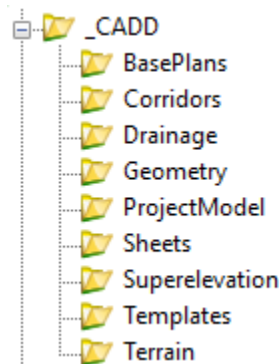 _CADD
BasePlans
Corridors
Drainage
Geometry
ProjectModel
Sheets
Superelevation
Templates
Terrain